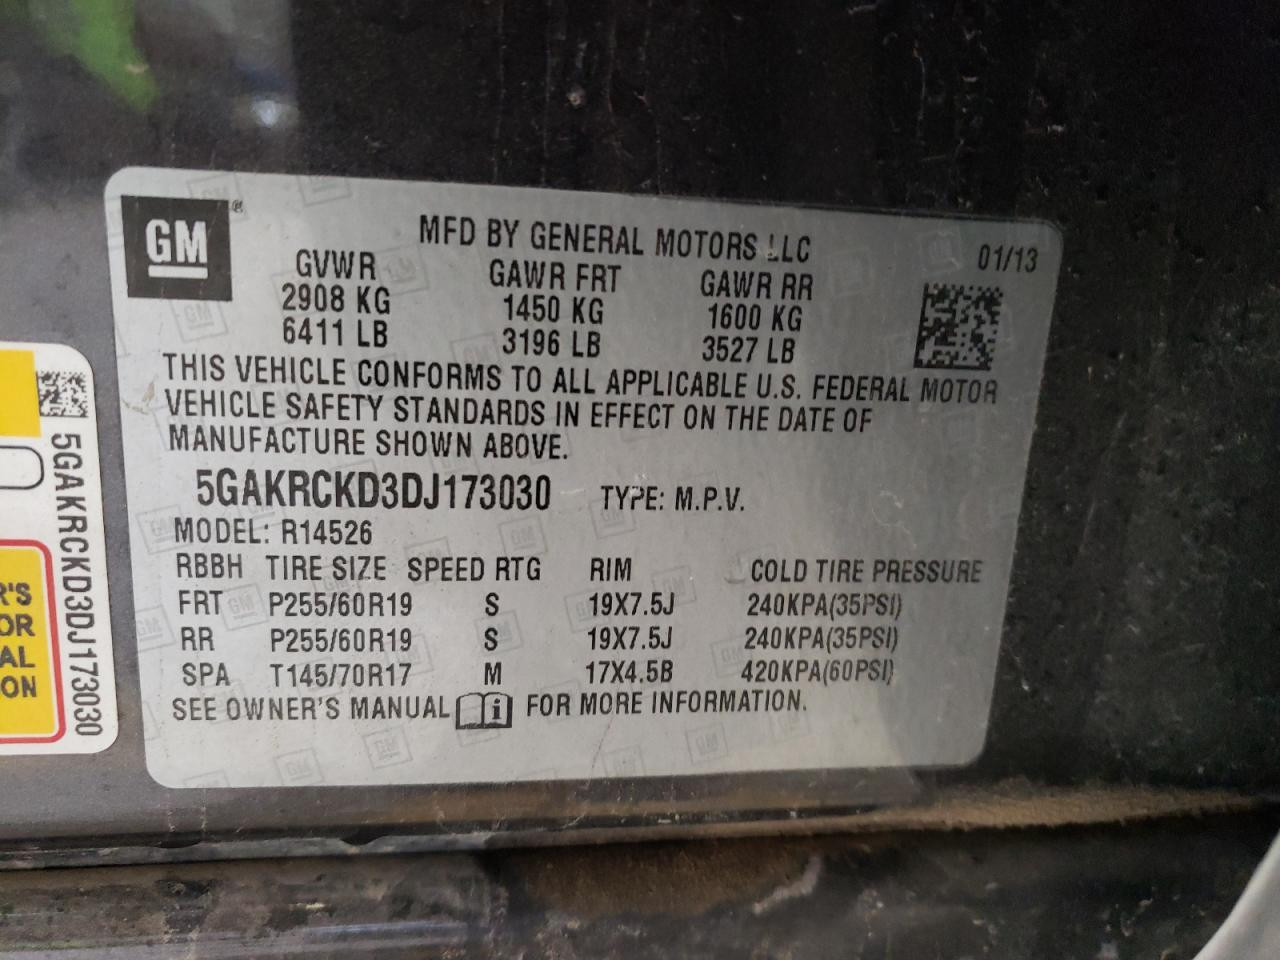 GM
®
MFD BY GENERAL MOTORS LLC
01/13
GVWR GAWR FRT GAWR RR
2908 KG 1450 KG 1600 KG
6411 LB 3196 LB 3527 LB
THIS VEHICLE CONFORMS TO ALL APPLICABLE U.S. FEDERAL MOTOR
VEHICLE SAFETY STANDARDS IN EFFECT ON THE DATE OF
MANUFACTURE SHOWN ABOVE.
5GAKRCKD3DJ173030 TYPE: M.P.V.
MODEL: R14526
RBBH TIRE SIZE SPEED RTG RIM COLD TIRE PRESSURE
FRT P255/60R19 S 19X7.5J 240KPA(35PSI)
RR P255/60R19 S 19X7.5J 240KPA(35PSI)
SPA T145/70R17 M 17X4.5B 420KPA(60PSI)
SEE OWNER'S MANUAL i FOR MORE INFORMATION.
5GAKRCKD3DJ173030
R'S
OR
AL
ON